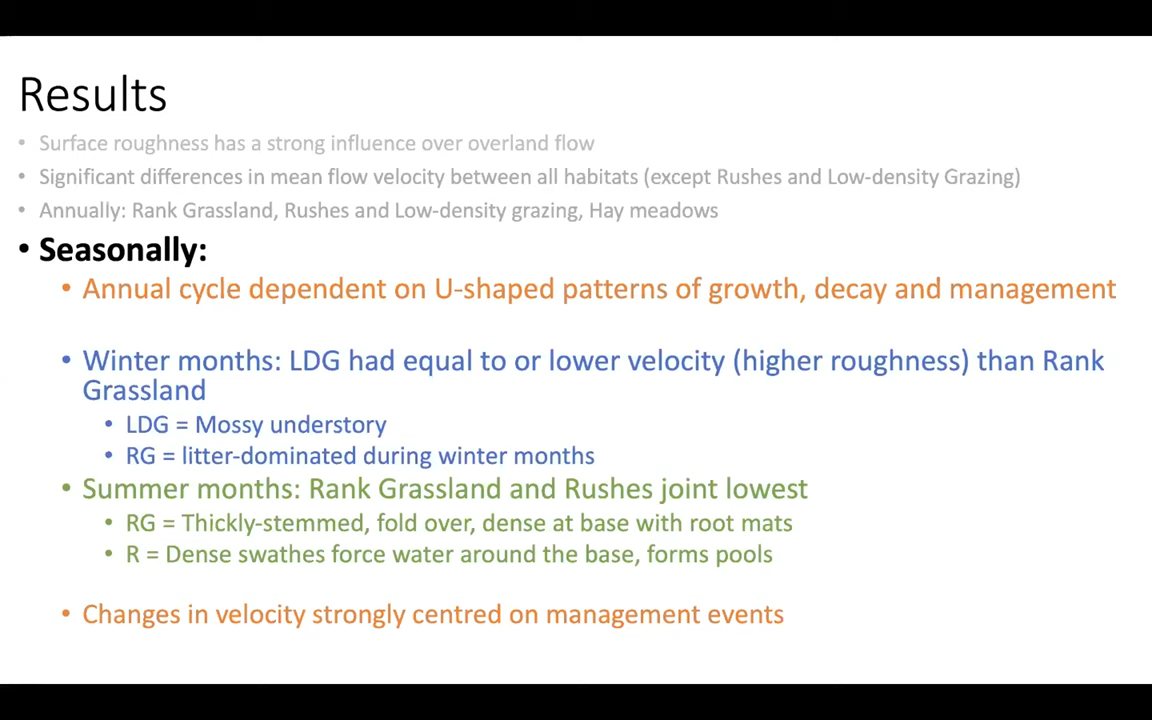 Results
• Surface roughness has a strong influence over overland flow
• Significant differences in mean flow velocity between all habitats (except Rushes and Low-density Grazing)
• Annually: Rank Grassland, Rushes and Low-density grazing, Hay meadows
• Seasonally:
• Annual cycle dependent on U-shaped patterns of growth, decay and management
• Winter months: LDG had equal to or lower velocity (higher roughness) than Rank
Grassland
• LDG = Mossy understory
• RG = litter-dominated during winter months
• Summer months: Rank Grassland and Rushes joint lowest
• RG = Thickly-stemmed, fold over, dense at base with root mats
• R = Dense swathes force water around the base, forms pools
• Changes in velocity strongly centred on management events